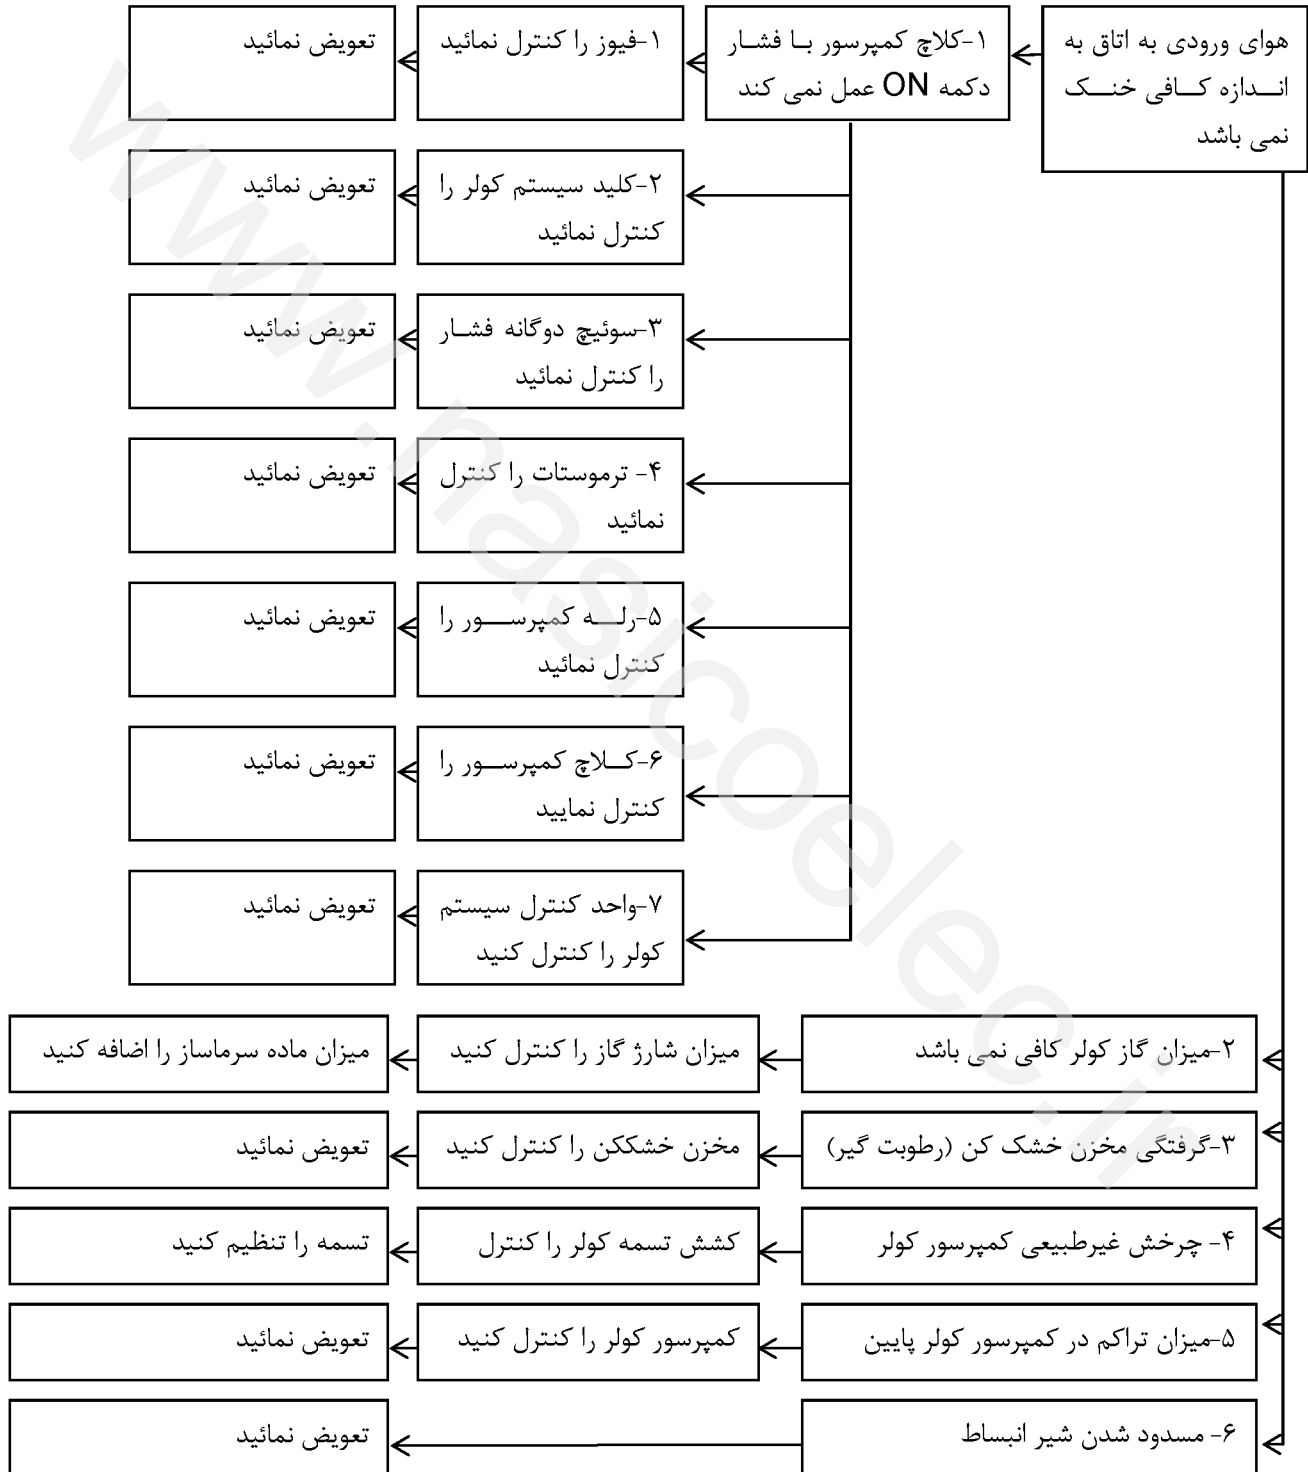 هوای ورودی به اتاق به
اندازه کافی خنک
نمی باشد
۱-کلاچ کمپرسور با فشار
دکمه ON عمل نمی کند
۱-فیوز را کنترل نمائید
تعویض نمائید
۲-کلید سیستم کولر را
کنترل نمائید
تعویض نمائید
۳-سوئیچ دوگانه فشار
را کنترل نمائید
تعویض نمائید
۴- ترموستات را کنترل
نمائید
تعویض نمائید
۵-رله کمپرسور را
کنترل نمائید
تعویض نمائید
۶-کلاچ کمپرسور را
کنترل نمایید
تعویض نمائید
۷-واحد کنترل سیستم
کولر را کنترل کنید
تعویض نمائید
۲-میزان گاز کولر کافی نمی باشد
میزان شارژ گاز را کنترل کنید
میزان ماده سرماساز را اضافه کنید
۳-گرفتگی مخزن خشک کن (رطوبت گیر)
مخزن خشککن را کنترل کنید
تعویض نمائید
۴- چرخش غیرطبیعی کمپرسور کولر
کشش تسمه کولر را کنترل
تسمه را تنظیم کنید
۵-میزان تراکم در کمپرسور کولر پایین
کمپرسور کولر را کنترل کنید
تعویض نمائید
۶- مسدود شدن شیر انبساط
تعویض نمائید
www.nasicoelec.ir